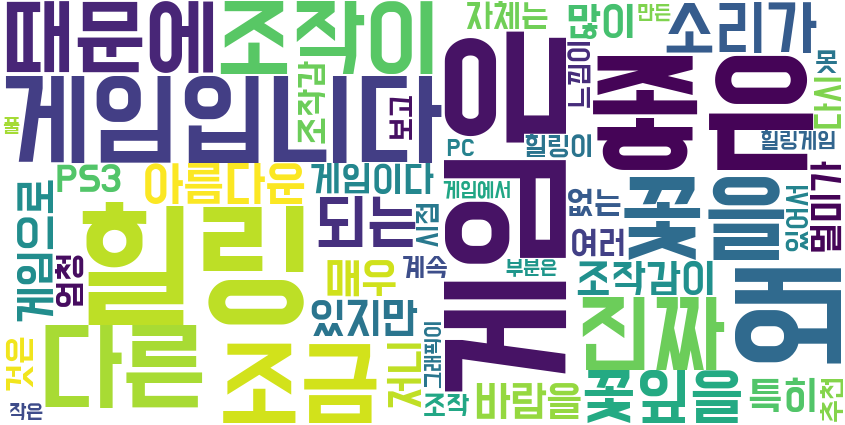 때문에
조작이
자체는
많이
만든
소리가
게임입니다
조작감
보고
게임은
느낌이
좋은
못
다시
풀
PC
힐링이
힐링게임
PS3
아름다운
게임이다
게임에서
없는
꽃을
있어서
멀미가
게임으로
엄청
힐링
되는
시점
여러
왜
매우
계속
부분은
조작감이
있지만
진짜
다른
조금
저니
그래픽이
것은
작은
조작
바람을
꽃잎을
특히
추천